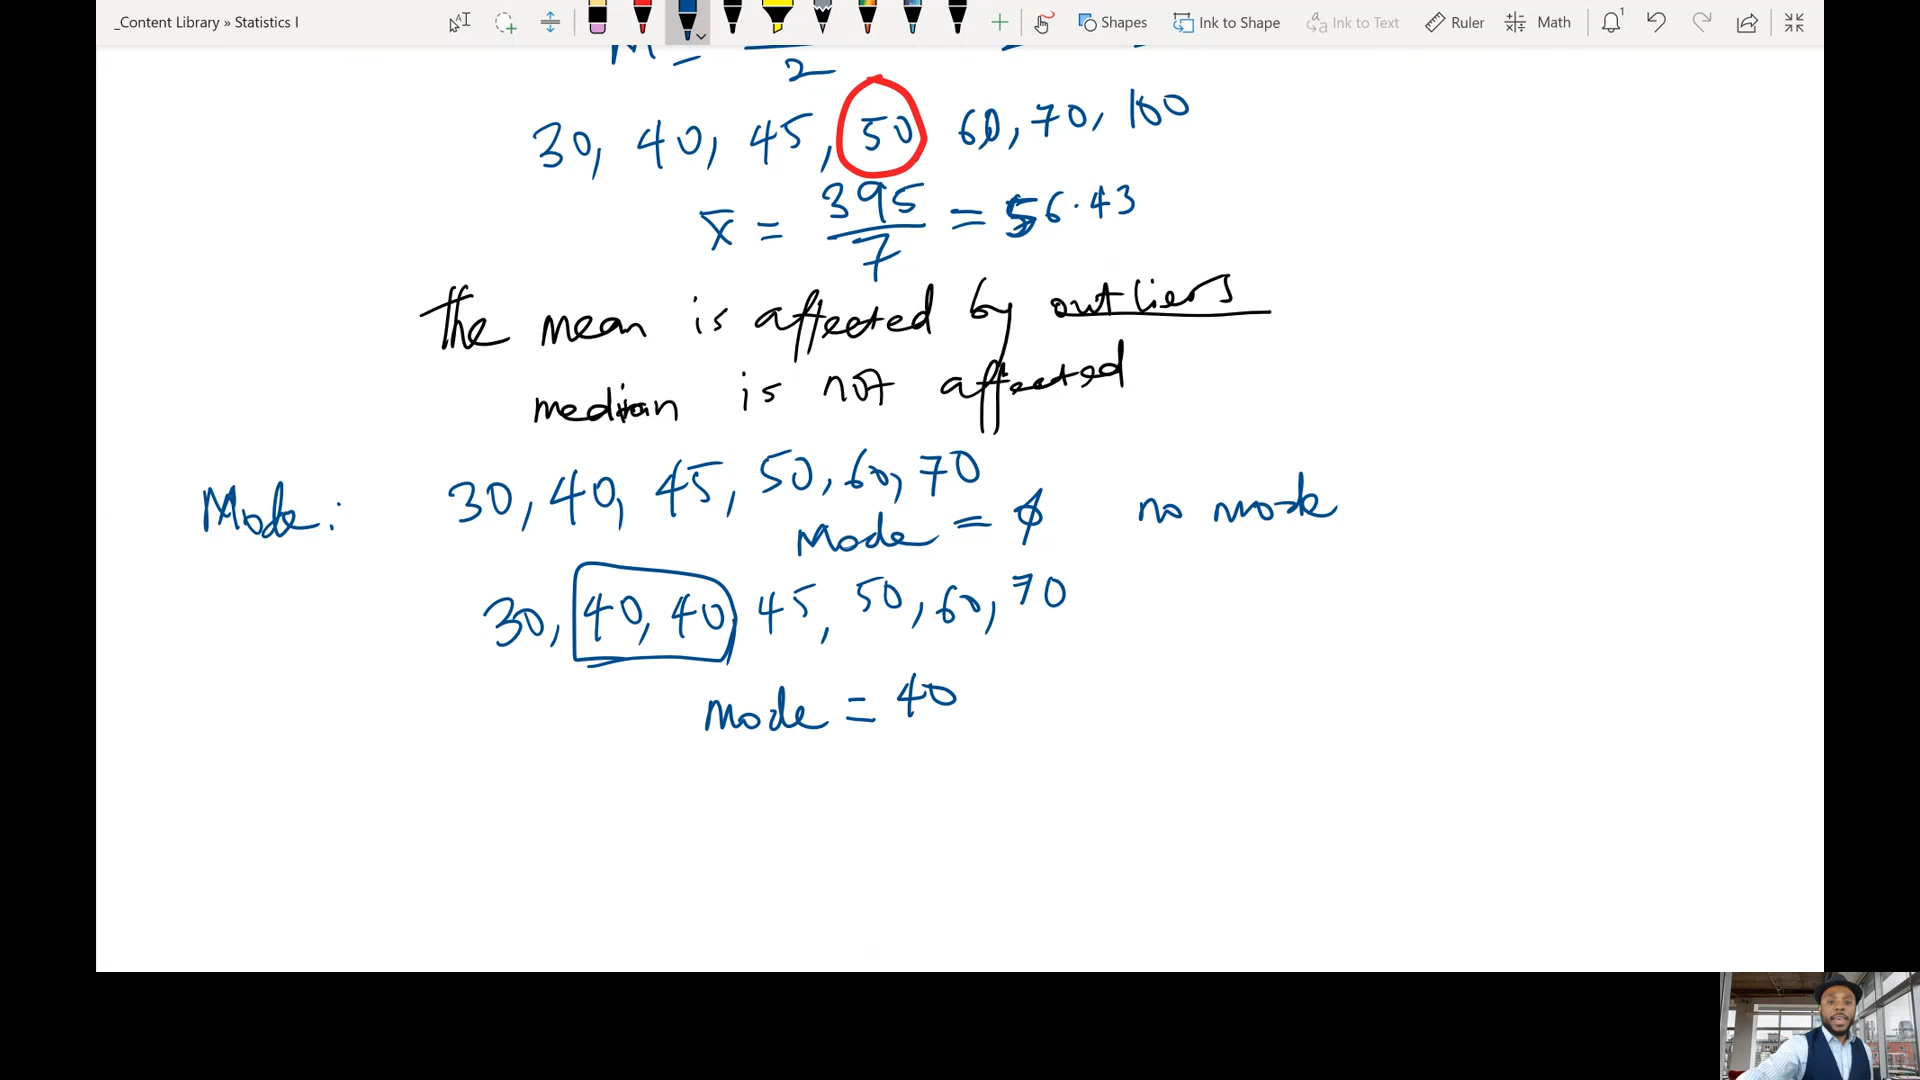 _Content Library » Statistics I
Shapes Ink to Shape Ink to Text Ruler Math 1
M = 2
30, 40, 45, 50 60, 70, 100
x̄ = 395/7 = 56.43
The mean is affected by outliers
median is not affected
Mode: 30, 40, 45, 50, 60, 70
Mode = ϕ no mode
30, 40, 40 45, 50, 60, 70
mode = 40